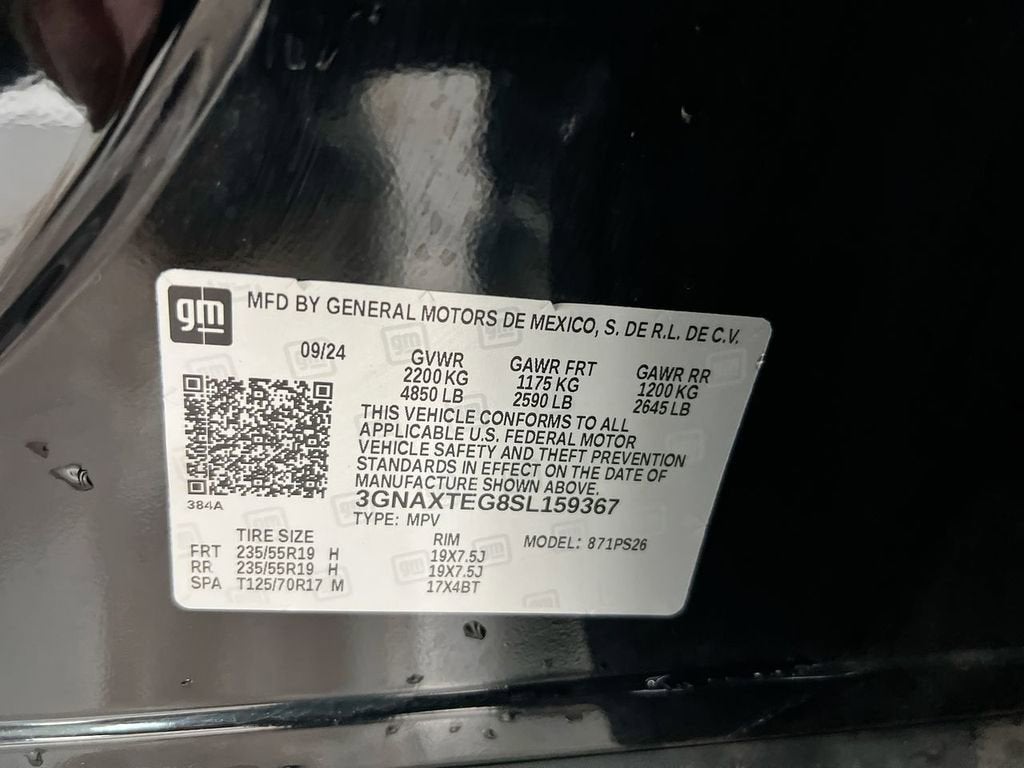 gm MFD BY GENERAL MOTORS DE MEXICO, S. DE R.L. DE C.V.
09/24 GVWR GAWR FRT GAWR RR
2200 KG 1175 KG 1200 KG
4850 LB 2590 LB 2645 LB
THIS VEHICLE CONFORMS TO ALL
APPLICABLE U.S. FEDERAL MOTOR
VEHICLE SAFETY AND THEFT PREVENTION
STANDARDS IN EFFECT ON THE DATE OF
MANUFACTURE SHOWN ABOVE.
384A
3GNAXTEG8SL159367
TYPE: MPV
TIRE SIZE RIM MODEL: 871PS26
FRT 235/55R19 H 19X7.5J
RR 235/55R19 H 19X7.5J
SPA T125/70R17 M 17X4BT